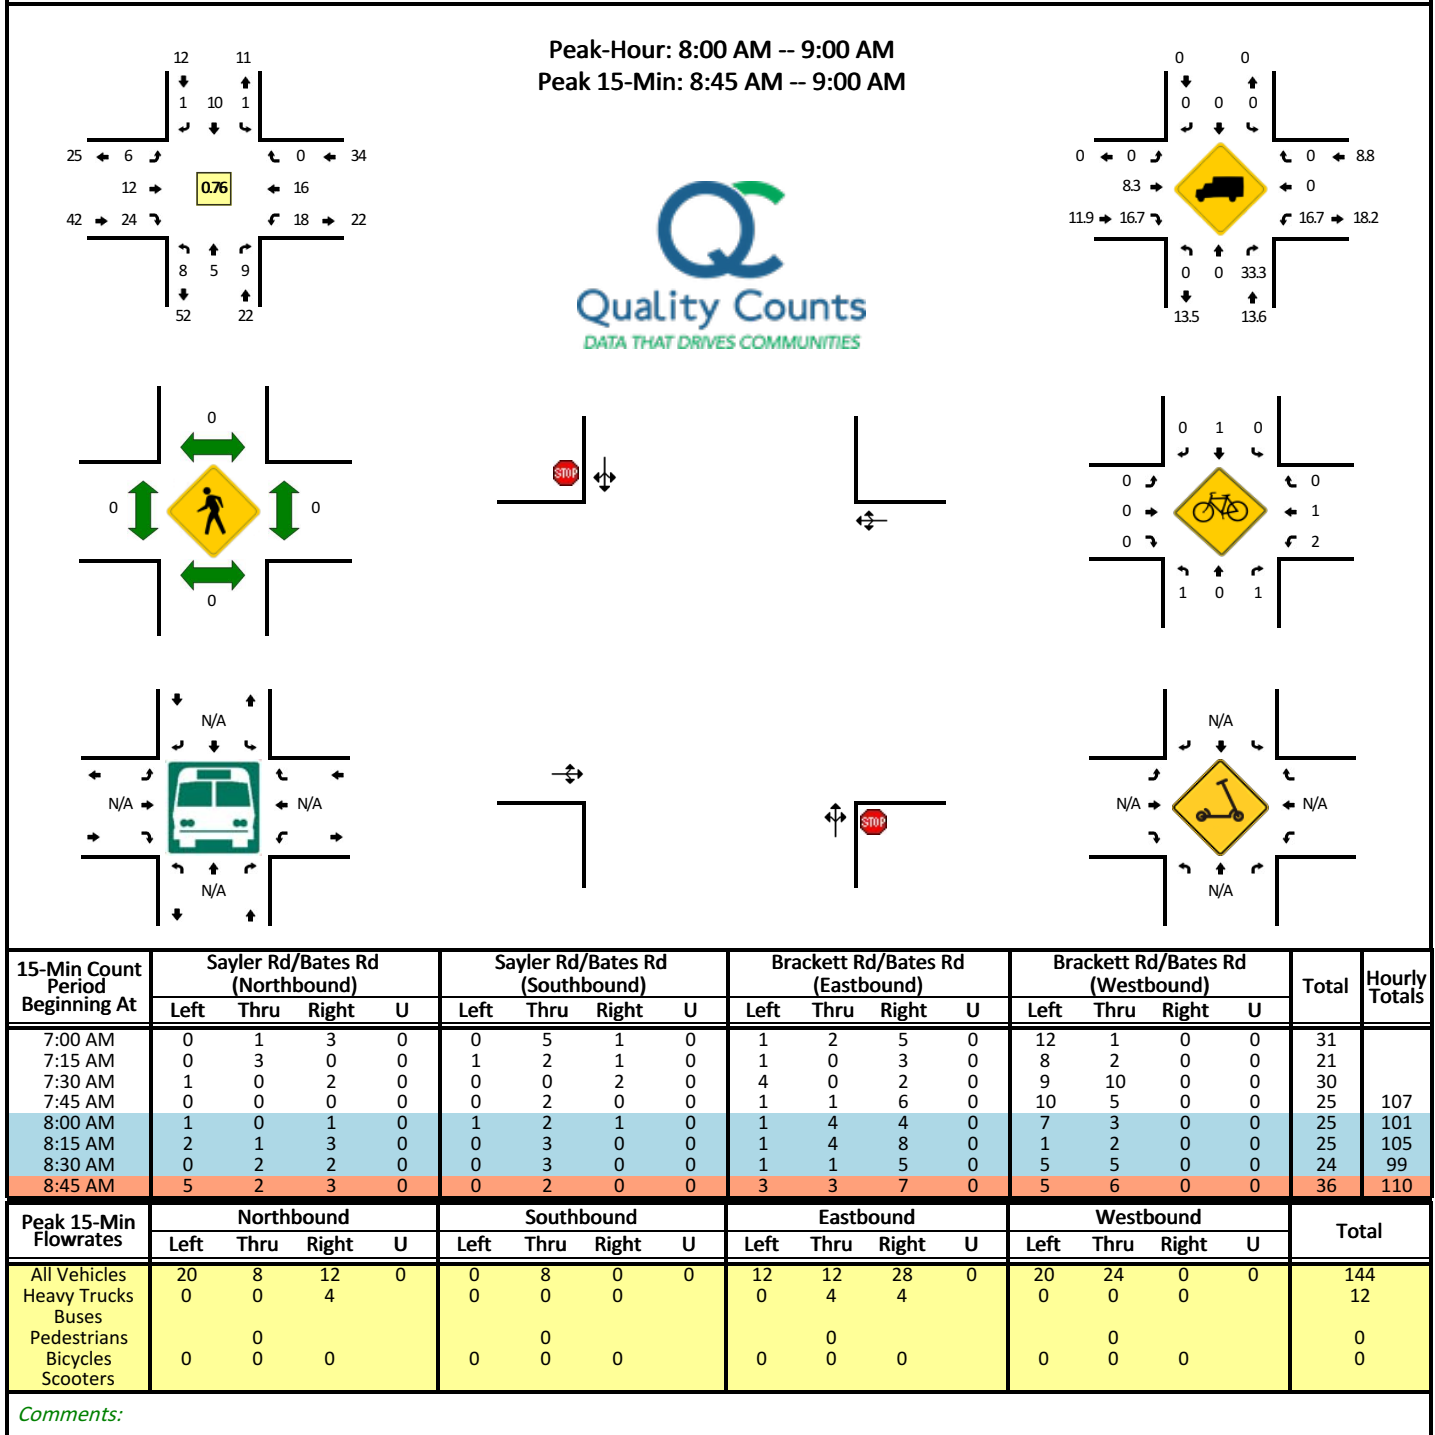 Peak-Hour: 8:00 AM -- 9:00 AM
Peak 15-Min: 8:45 AM -- 9:00 AM
12 11
1 10 1
25 6 0 34
12 0.76 16
42 24 18 22
8 5 9
52 22
QC
Quality Counts
DATA THAT DRIVES COMMUNITIES
0 0
0 0 0
0 0 0 8.8
8.3 0
11.9 16.7 16.7 18.2
0 0 33.3
13.5 13.6
0
0 0
0
STOP
STOP
0 1 0
0 0
0 1
0 2
1 0 1
N/A
N/A N/A
N/A
N/A
N/A N/A
N/A
15-Min Count Period Beginning At Sayler Rd/Bates Rd (Northbound) Sayler Rd/Bates Rd (Southbound) Brackett Rd/Bates Rd (Eastbound) Brackett Rd/Bates Rd (Westbound) Total Hourly Totals
Left Thru Right U Left Thru Right U Left Thru Right U Left Thru Right U
7:00 AM 0 1 3 0 0 5 1 0 1 2 5 0 12 1 0 0 31
7:15 AM 0 3 0 0 1 2 1 0 1 0 3 0 8 2 0 0 21
7:30 AM 1 0 2 0 0 0 2 0 4 0 2 0 9 10 0 0 30
7:45 AM 0 0 0 0 0 2 0 0 1 1 6 0 10 5 0 0 25 107
8:00 AM 1 0 1 0 1 2 1 0 1 4 4 0 7 3 0 0 25 101
8:15 AM 2 1 3 0 0 3 0 0 1 4 8 0 1 2 0 0 25 105
8:30 AM 0 2 2 0 0 3 0 0 1 1 5 0 5 5 0 0 24 99
8:45 AM 5 2 3 0 0 2 0 0 3 3 7 0 5 6 0 0 36 110
Peak 15-Min Flowrates Northbound Southbound Eastbound Westbound Total
Left Thru Right U Left Thru Right U Left Thru Right U Left Thru Right U
All Vehicles 20 8 12 0 0 8 0 0 12 12 28 0 20 24 0 0 144
Heavy Trucks 0 0 4 0 0 0 0 4 4 0 0 0 12
Buses
Pedestrians 0 0 0 0 0
Bicycles 0 0 0 0 0 0 0 0 0 0 0 0 0
Scooters
Comments: